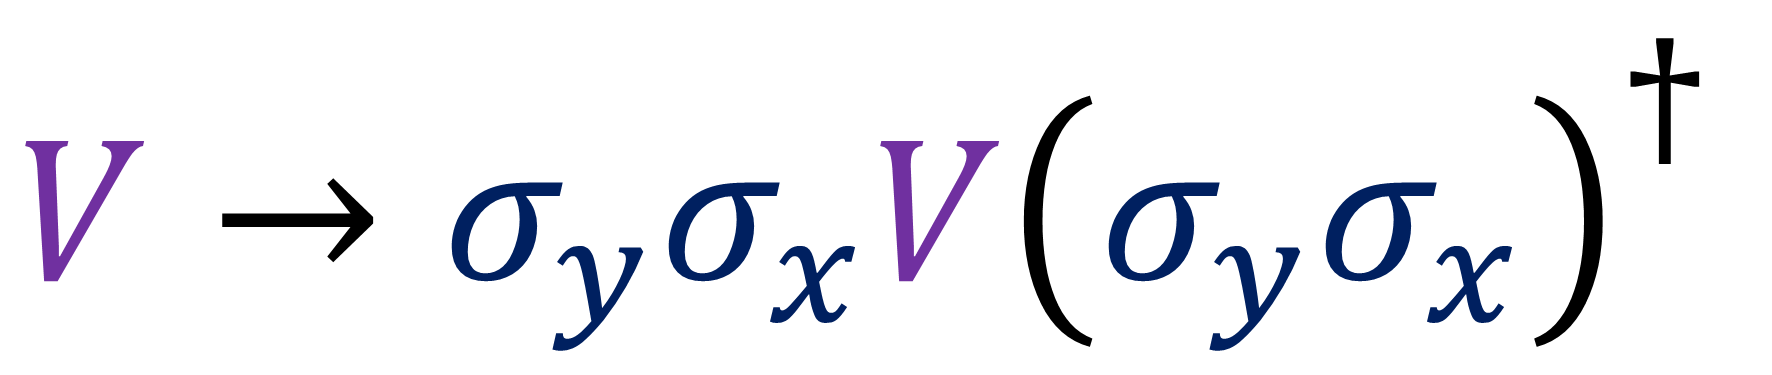 V → σ_y σ_x V (σ_y σ_x)^†